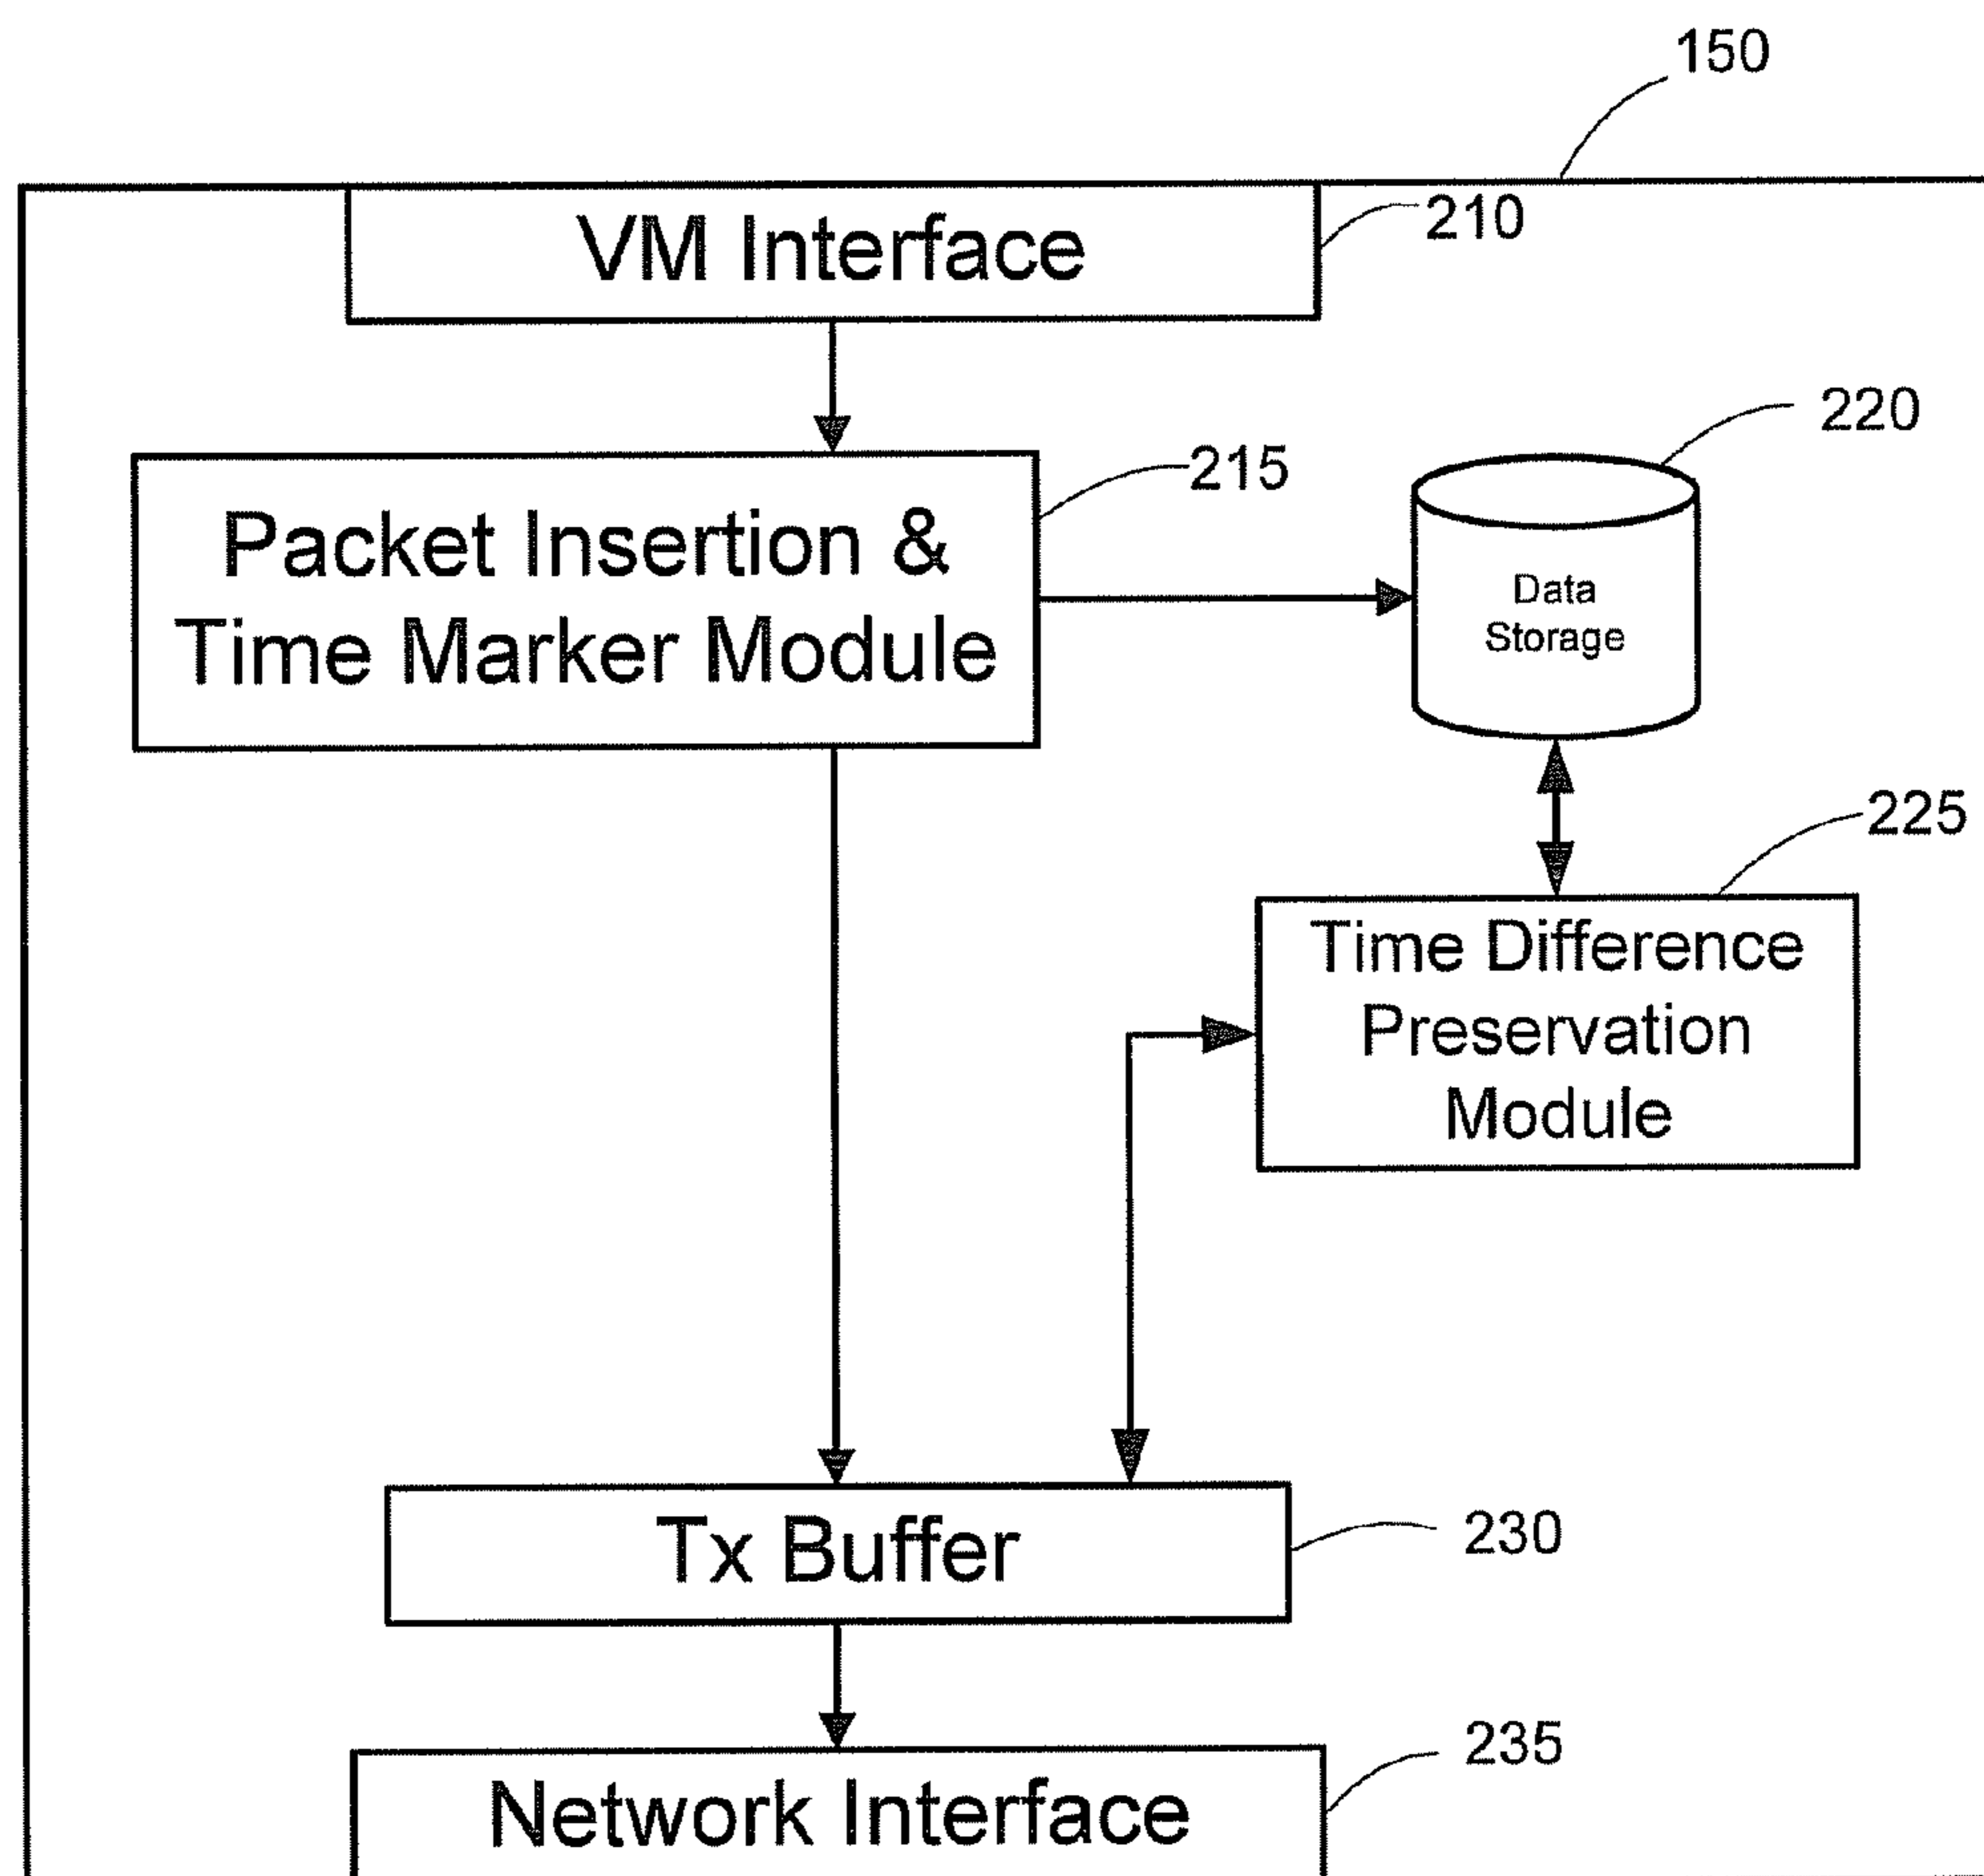 150
VM Interface
210
220
215
Packet Insertion &
Time Marker Module
Data
Storage
225
Time Difference
Preservation
Module
Tx Buffer
230
235
Network Interface